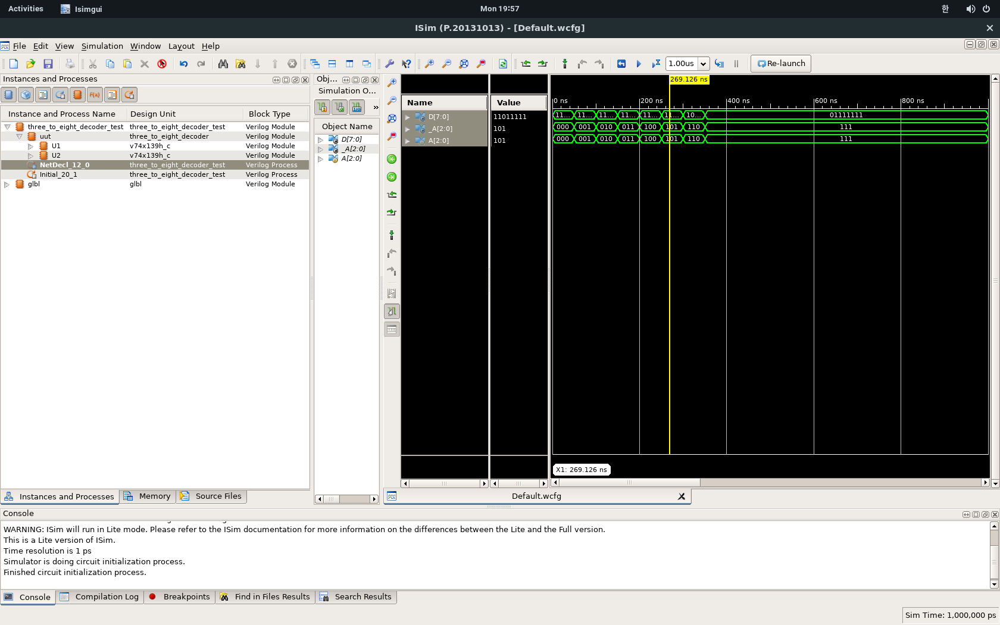 Activities Isimgui Mon 19:57 한
ISim (P.20131013) - [Default.wcfg]
File Edit View Simulation Window Layout Help
1.00us Re-launch
Instances and Processes
Instance and Process Name Design Unit Block Type
three_to_eight_decoder_test three_to_eight_decoder_test Verilog Module
uut three_to_eight_decoder Verilog Module
U1 v74x139h_c Verilog Module
U2 v74x139h_c Verilog Module
NetDecl_12_0 three_to_eight_decoder_test Verilog Process
Initial_20_1 three_to_eight_decoder_test Verilog Process
glbl glbl Verilog Module
Instances and Processes Memory Source Files
Obj...
Simulation O...
»
Object Name
D[7:0]
_A[2:0]
A[2:0]
Name Value
D[7:0] 11011111
_A[2:0] 101
A[2:0] 101
269.126 ns
0 ns 200 ns 400 ns 600 ns 800 ns
11... 11... 11... 11... 11... 11... 10... 01111111
000 001 010 011 100 101 110 111
000 001 010 011 100 101 110 111
X1: 269.126 ns
Default.wcfg
Console
WARNING: ISim will run in Lite mode. Please refer to the ISim documentation for more information on the differences between the Lite and the Full version.
This is a Lite version of ISim.
Time resolution is 1 ps
Simulator is doing circuit initialization process.
Finished circuit initialization process.
Console Compilation Log Breakpoints Find in Files Results Search Results
Sim Time: 1,000,000 ps